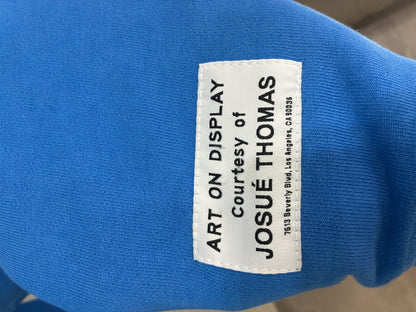 ART ON DISPLAY
Courtesy of
JOSUÉ THOMAS
7613 Beverly Blvd, Los Angeles, CA 90036